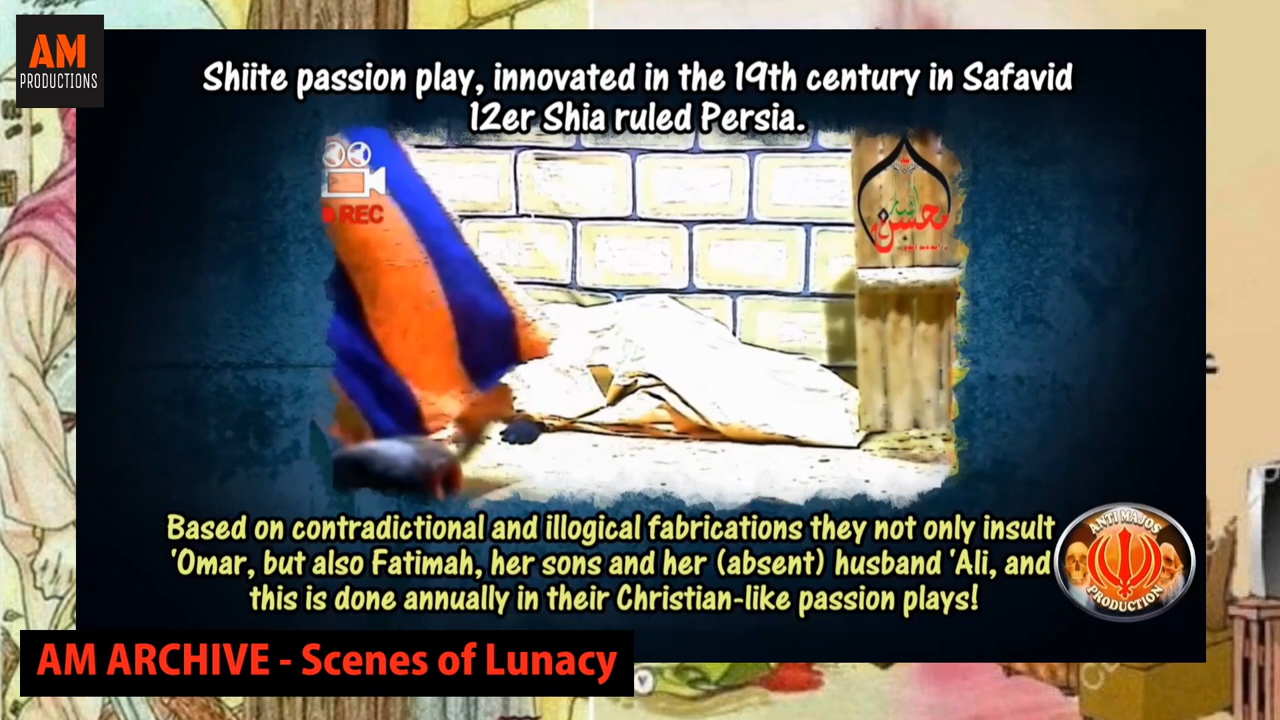 AM
PRODUCTIONS
Shiite passion play, innovated in the 19th century in Safavid
12er Shia ruled Persia.
REC
Based on contradictional and illogical fabrications they not only insult
‘Omar, but also Fatimah, her sons and her (absent) husband ‘Ali, and
this is done annually in their Christian-like passion plays!
ANTI MAJOS
PRODUCTION
AM ARCHIVE - Scenes of Lunacy